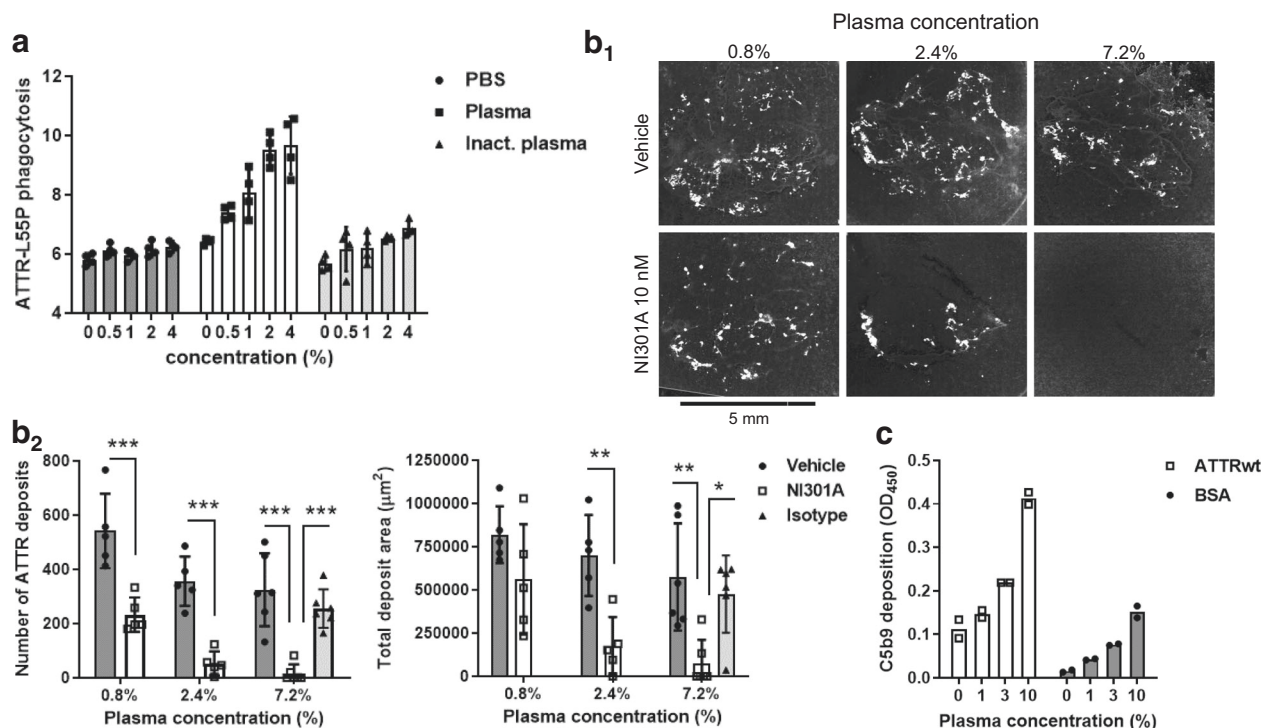 a
12
10
8
6
4
ATTR-L55P phagocytosis
0 0.5 1 2 4 0 0.5 1 2 4 0 0.5 1 2 4
concentration (%)
PBS
Plasma
Inact. plasma
b1
Plasma concentration
0.8% 2.4% 7.2%
Vehicle
NI301A 10 nM
5 mm
b2
800
600
400
200
0
Number of ATTR deposits
*** *** *** ***
0.8% 2.4% 7.2%
Plasma concentration (%)
1250000
1000000
750000
500000
250000
0
Total deposit area (μm2)
** ** *
0.8% 2.4% 7.2%
Plasma concentration (%)
Vehicle
NI301A
Isotype
c
0.5
0.4
0.3
0.2
0.1
0.0
C5b9 deposition (OD450)
0 1 3 10 0 1 3 10
Plasma concentration (%)
ATTRwt
BSA